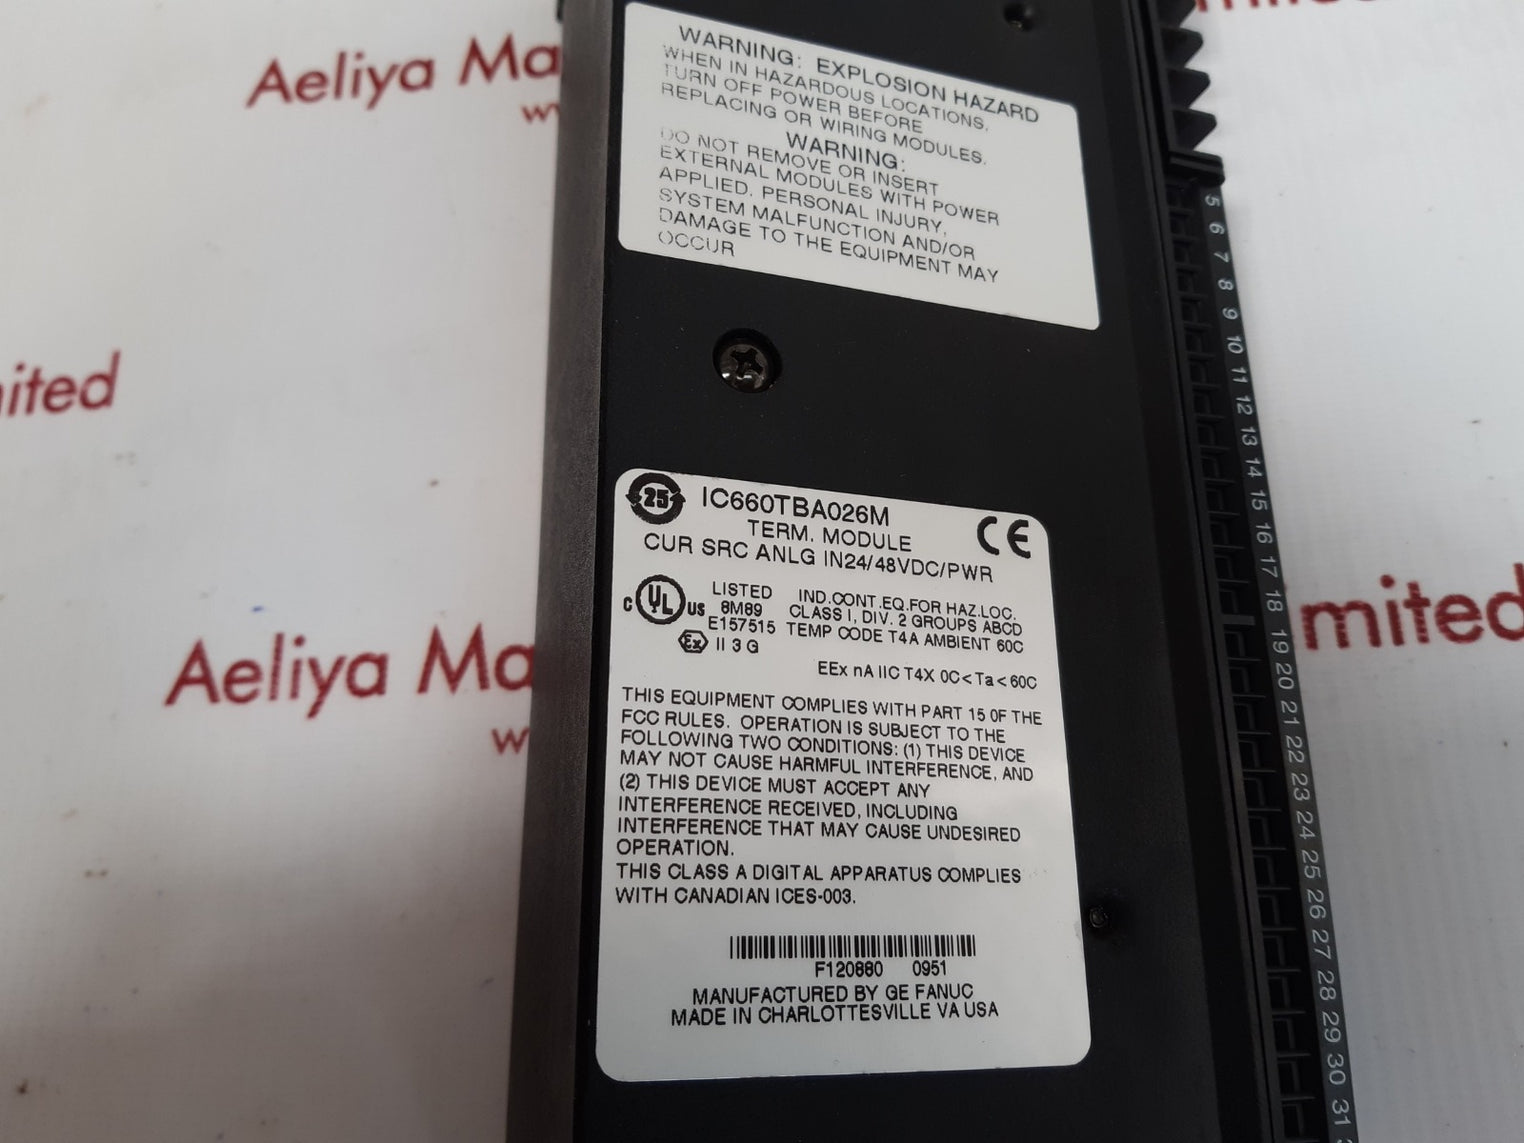 Aeliya Ma
WARNING: EXPLOSION HAZARD
WHEN IN HAZARDOUS LOCATIONS,
TURN OFF POWER BEFORE
REPLACING OR WIRING MODULES.
WARNING:
DO NOT REMOVE OR INSERT
EXTERNAL MODULES WITH POWER
APPLIED. PERSONAL INJURY,
SYSTEM MALFUNCTION AND/OR
DAMAGE TO THE EQUIPMENT MAY
OCCUR
ited
Aeliya Ma
mited
25
IC660TBA026M
CE
TERM. MODULE
CUR SRC ANLG IN24/48VDC/PWR
C UL US
LISTED
8M89
E157515
Ex II 3 G
IND.CONT.EQ.FOR HAZ.LOC.
CLASS I, DIV. 2 GROUPS ABCD
TEMP CODE T4A AMBIENT 60C
EEx nA IIC T4X 0C<Ta<60C
THIS EQUIPMENT COMPLIES WITH PART 15 0F THE
FCC RULES. OPERATION IS SUBJECT TO THE
FOLLOWING TWO CONDITIONS: (1) THIS DEVICE
MAY NOT CAUSE HARMFUL INTERFERENCE, AND
(2) THIS DEVICE MUST ACCEPT ANY
INTERFERENCE RECEIVED, INCLUDING
INTERFERENCE THAT MAY CAUSE UNDESIRED
OPERATION.
THIS CLASS A DIGITAL APPARATUS COMPLIES
WITH CANADIAN ICES-003.
F120880 0951
MANUFACTURED BY GE FANUC
MADE IN CHARLOTTESVILLE VA USA
5 6 7 8 9 10 11 12 13 14 15 16 17 18 19 20 21 22 23 24 25 26 27 28 29 30 31